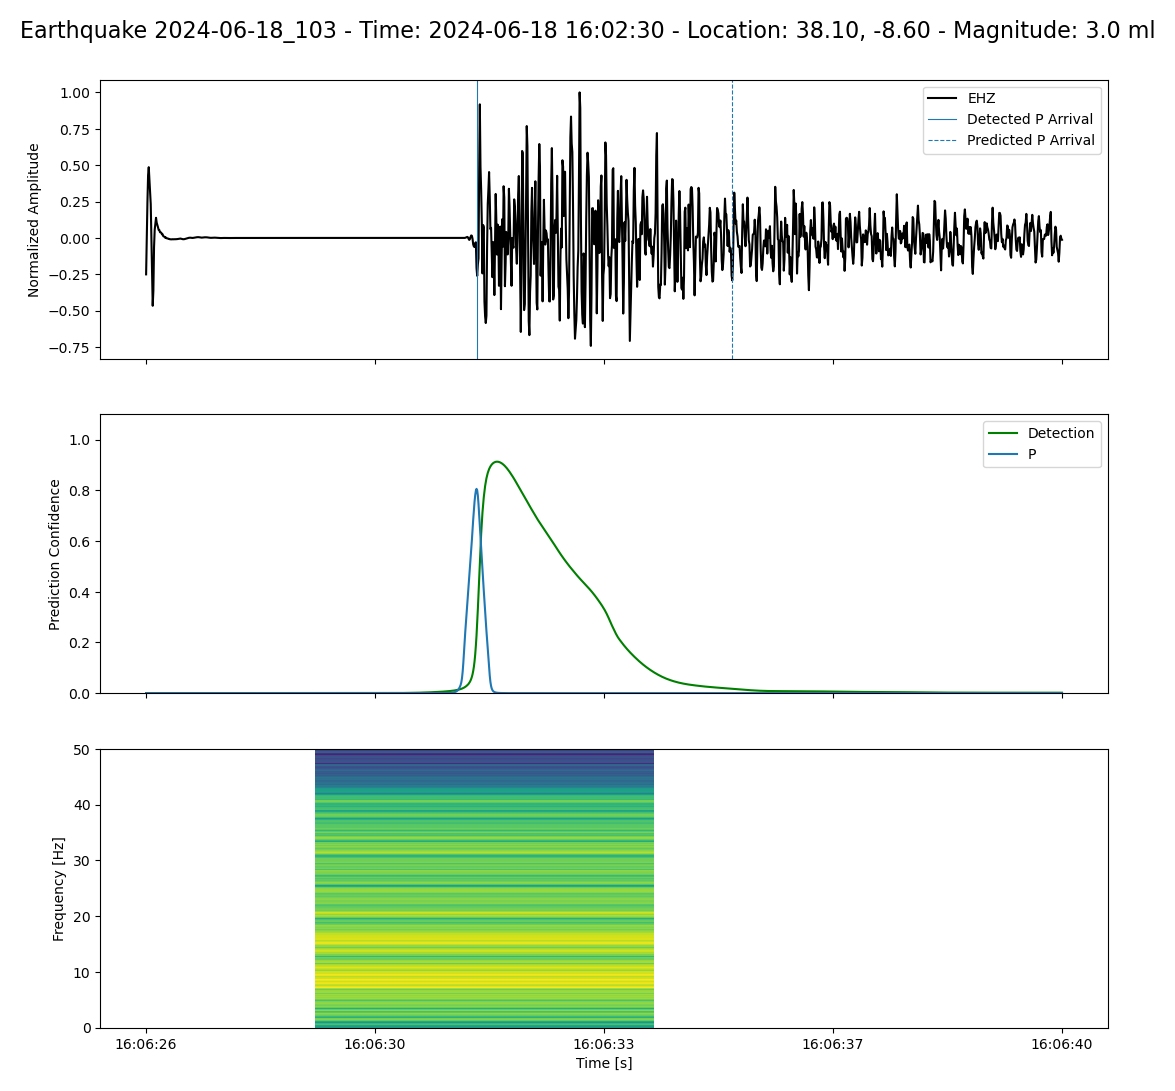 Earthquake 2024-06-18_103 - Time: 2024-06-18 16:02:30 - Location: 38.10, -8.60 - Magnitude: 3.0 ml
Normalized Amplitude
1.00
0.75
0.50
0.25
0.00
−0.25
−0.50
−0.75
EHZ
Detected P Arrival
Predicted P Arrival
Prediction Confidence
1.0
0.8
0.6
0.4
0.2
0.0
Detection
P
Frequency [Hz]
50
40
30
20
10
0
16:06:26
16:06:30
16:06:33
16:06:37
16:06:40
Time [s]